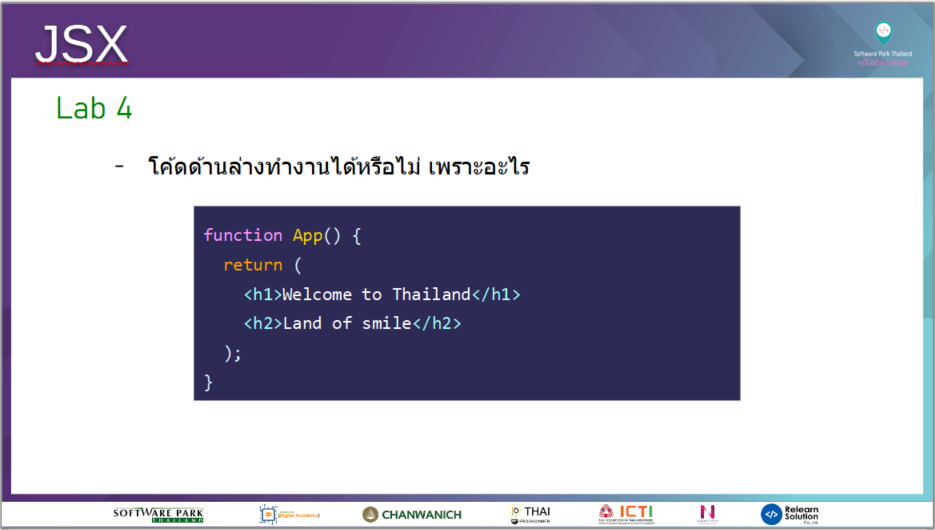 JSX
Software Park Thailand
</Code Camp>
Lab 4
- โค้ดด้านล่างทำงานได้หรือไม่ เพราะอะไร
function App() {
return (
<h1>Welcome to Thailand</h1>
<h2>Land of smile</h2>
);
}
SOFTWARE PARK
THAILAND
Digital Academy
CHANWANICH
THAI
PROGRAMMER
ICTI
</> Relearn
Solution
Co.,Ltd